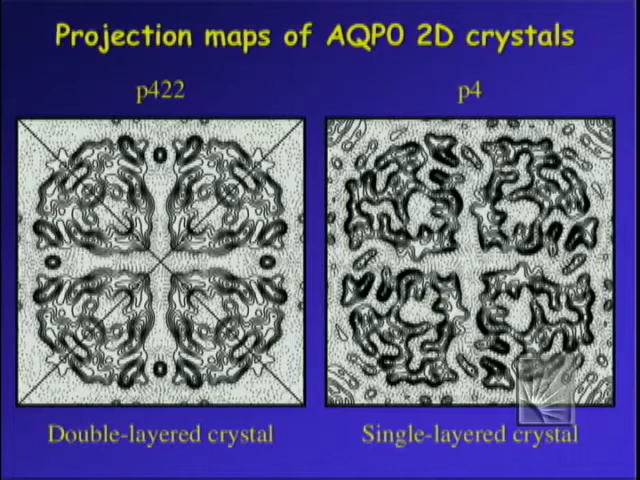 Projection maps of AQP0 2D crystals
p422
p4
Double-layered crystal
Single-layered crystal